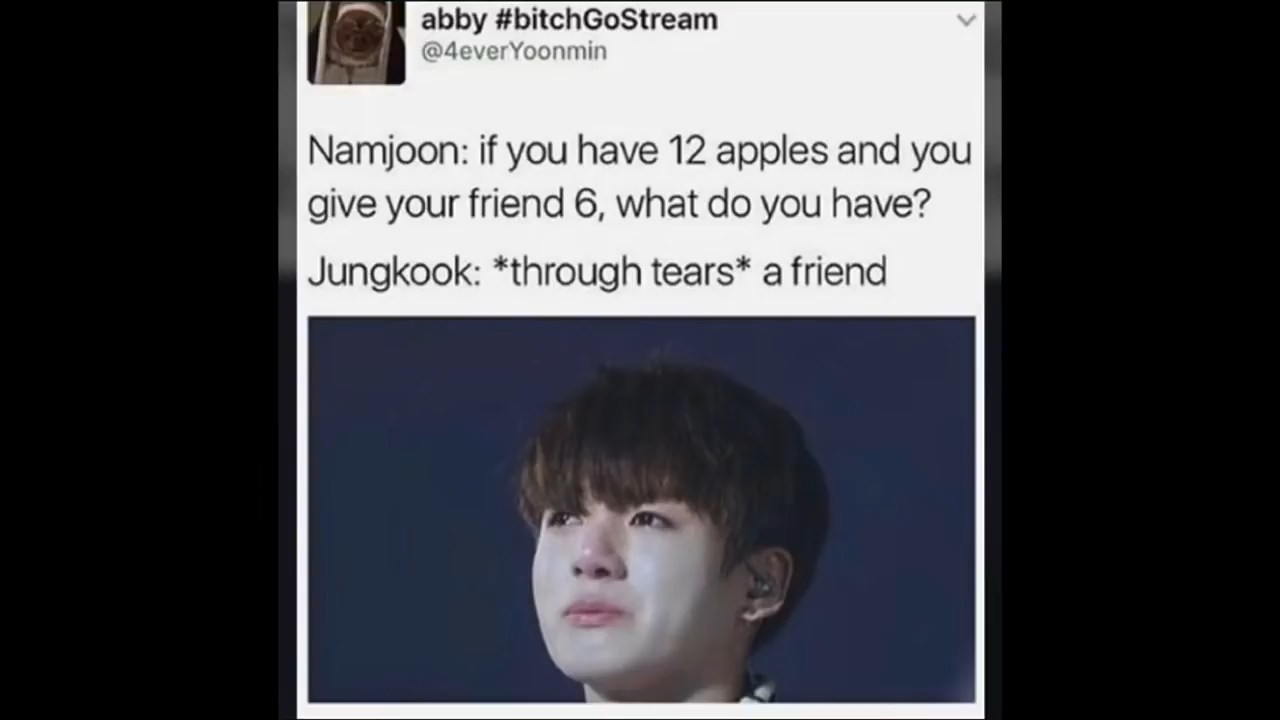 abby #bitchGoStream
@4everYoonmin
Namjoon: if you have 12 apples and you
give your friend 6, what do you have?
Jungkook: *through tears* a friend